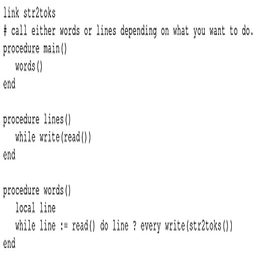 link str2toks
# call either words or lines depending on what you want to do.
procedure main()
   words()
end

procedure lines()
   while write(read())
end

procedure words()
   local line
   while line := read() do line ? every write(str2toks())
end